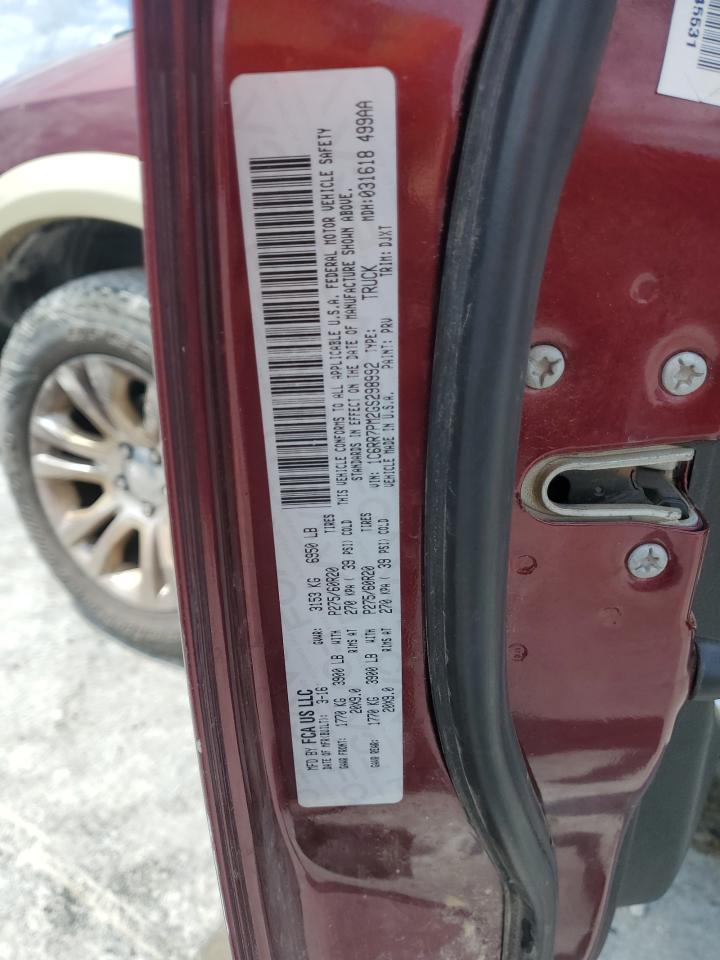 MFD BY FCA US LLC
DATE OF MFR(BUILT): 3-16 GVWR: 3153 KG 6950 LB
GAWR FRONT: 1770 KG 3900 LB WITH P275/60R20 TIRES
20X9.0 RIMS AT 270 KPA ( 39 PSI) COLD
GAWR REAR: 1770 KG 3900 LB WITH P275/60R20 TIRES
20X9.0 RIMS AT 270 KPA ( 39 PSI) COLD
THIS VEHICLE CONFORMS TO ALL APPLICABLE U.S.A. FEDERAL MOTOR VEHICLE SAFETY
STANDARDS IN EFFECT ON THE DATE OF MANUFACTURE SHOWN ABOVE.
VIN: 1C6RR7PM2GS298992 TYPE: TRUCK MDH:031618 499AA
VEHICLE MADE IN U.S.A. PAINT: PRV TRIM: DJXT